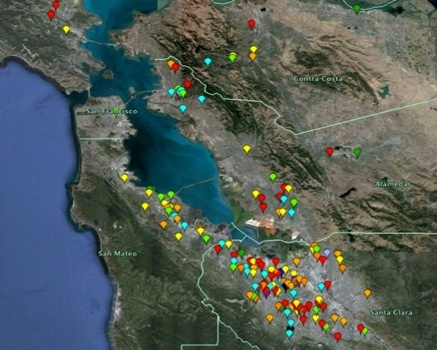 Contra Costa
San Francisco
Alameda
San Mateo
Santa Clara